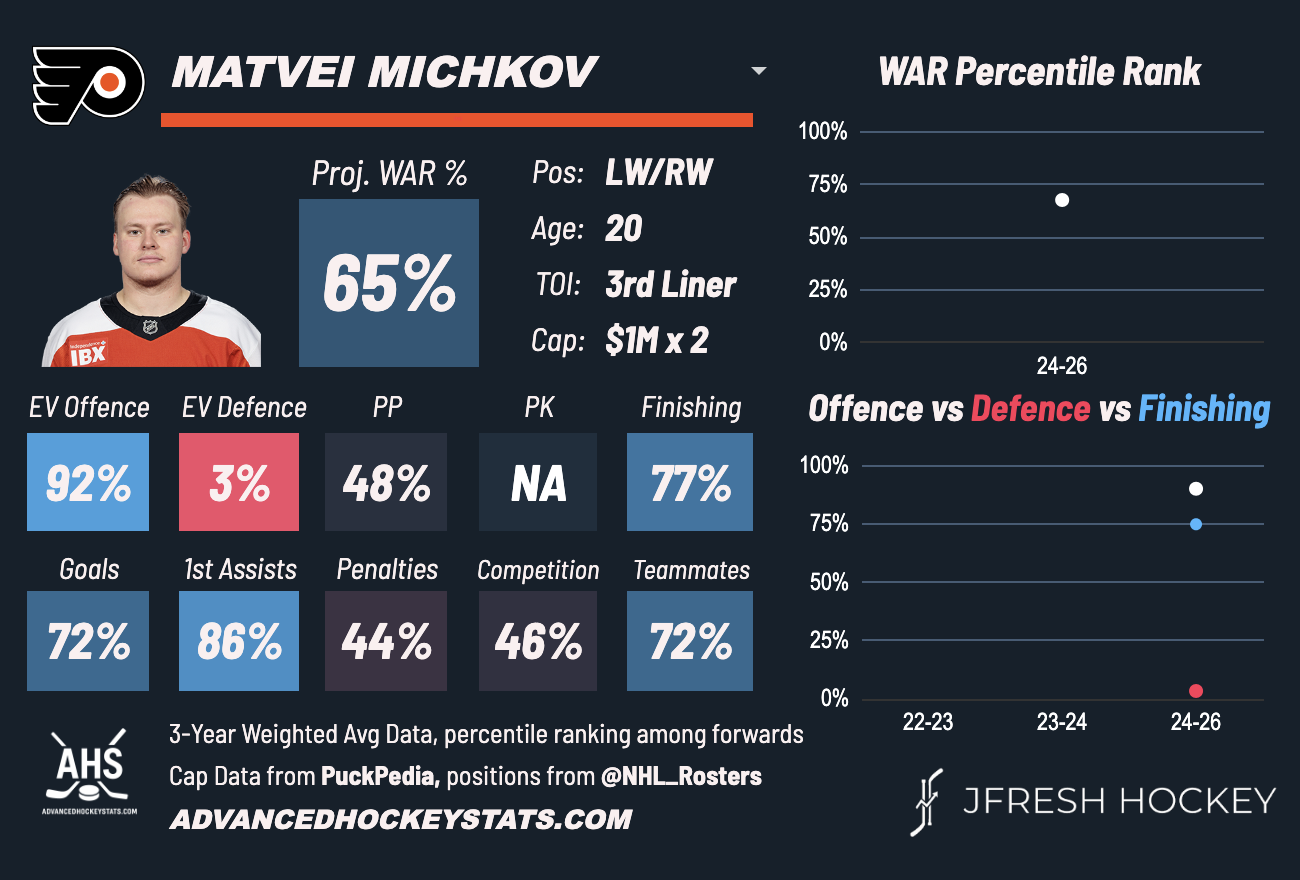 MATVEI MICHKOV
Proj. WAR %
65%
Pos: LW/RW
Age: 20
TOI: 3rd Liner
Cap: $1M x 2
Independence
IBX
EV Offence EV Defence PP PK Finishing
92% 3% 48% NA 77%
Goals 1st Assists Penalties Competition Teammates
72% 86% 44% 46% 72%
WAR Percentile Rank
100%
75%
50%
25%
0%
24-26
Offence vs Defence vs Finishing
100%
75%
50%
25%
0%
22-23 23-24 24-26
AHS
ADVANCEDHOCKEYSTATS.COM
3-Year Weighted Avg Data, percentile ranking among forwards
Cap Data from PuckPedia, positions from @NHL_Rosters
ADVANCEDHOCKEYSTATS.COM
JFRESH HOCKEY